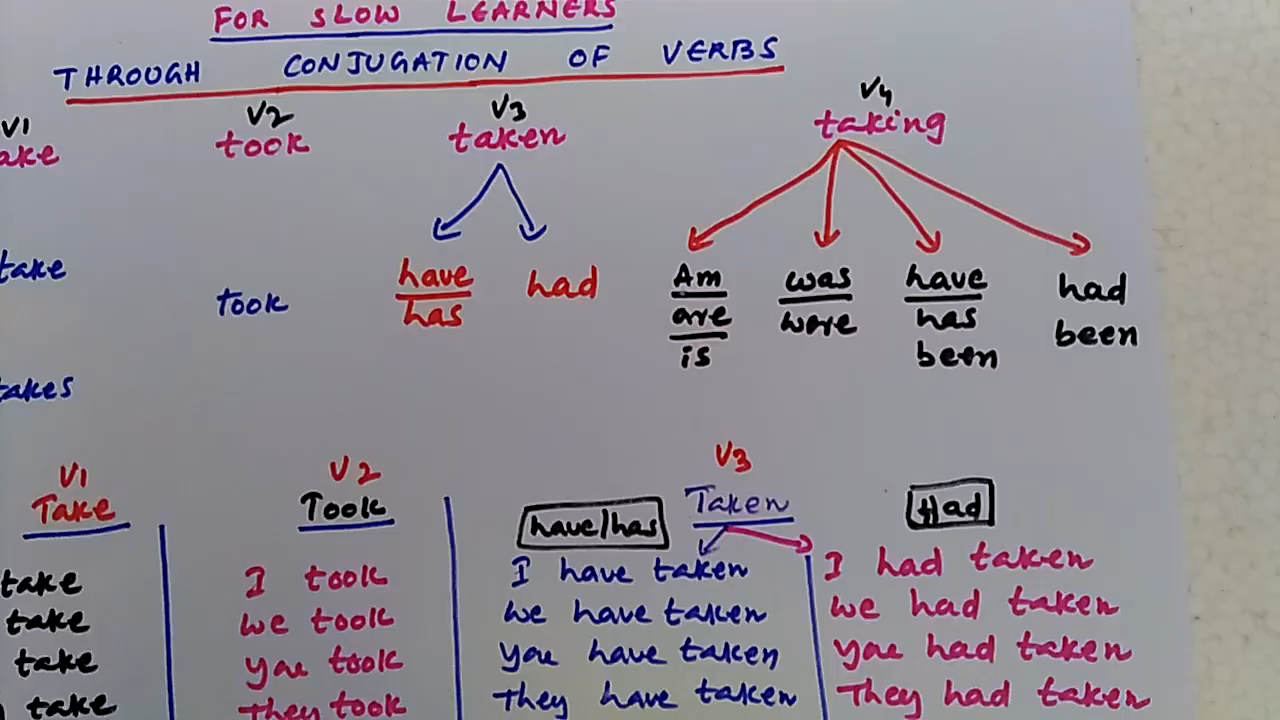 FOR SLOW LEARNERS
THROUGH CONJUGATION OF VERBS
V1 V2 V3 V4
ake took taken taking
take took have had Am was have had
has are were has been
is been
takes
V1 V2 V3
Take Took have/has Taken Had
take I took I have taken I had taken
take we took we have taken we had taken
take you took you have taken you had taken
take They took They have taken They had taken